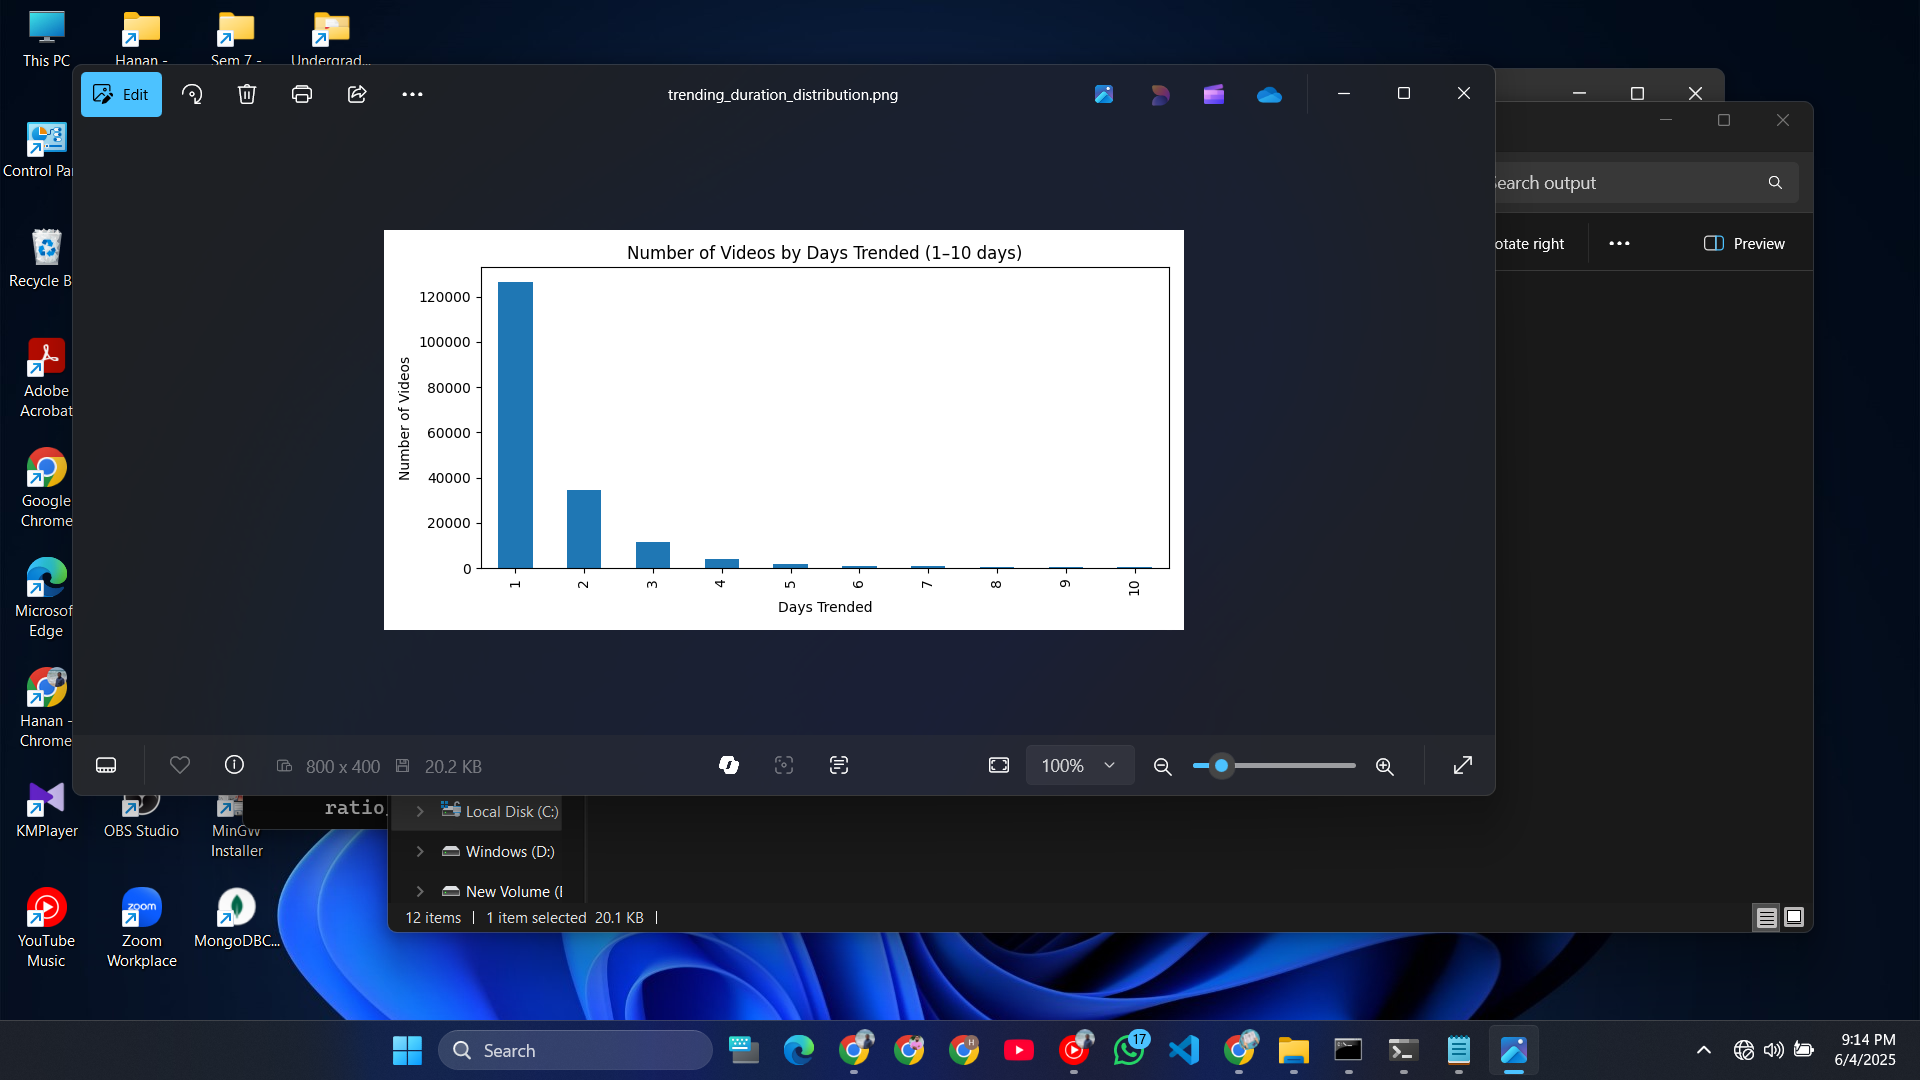 This PC
Hanan -
Sem 7 -
Undergrad...
Edit
trending_duration_distribution.png
Control Pa
Search output
Recycle B
otate right
Preview
Number of Videos by Days Trended (1–10 days)
120000
100000
80000
60000
40000
20000
0
Number of Videos
1
2
3
4
5
6
7
8
9
10
Days Trended
Adobe
Acrobat
Google
Chrome
Microsof
Edge
Hanan -
Chrome
800 x 400
20.2 KB
100%
KMPlayer
OBS Studio
MinGW
Installer
ratio
Local Disk (C:)
Windows (D:)
New Volume (
12 items
1 item selected 20.1 KB
YouTube
Music
zoom
Zoom
Workplace
MongoDBC...
Search
H
17
9:14 PM
6/4/2025